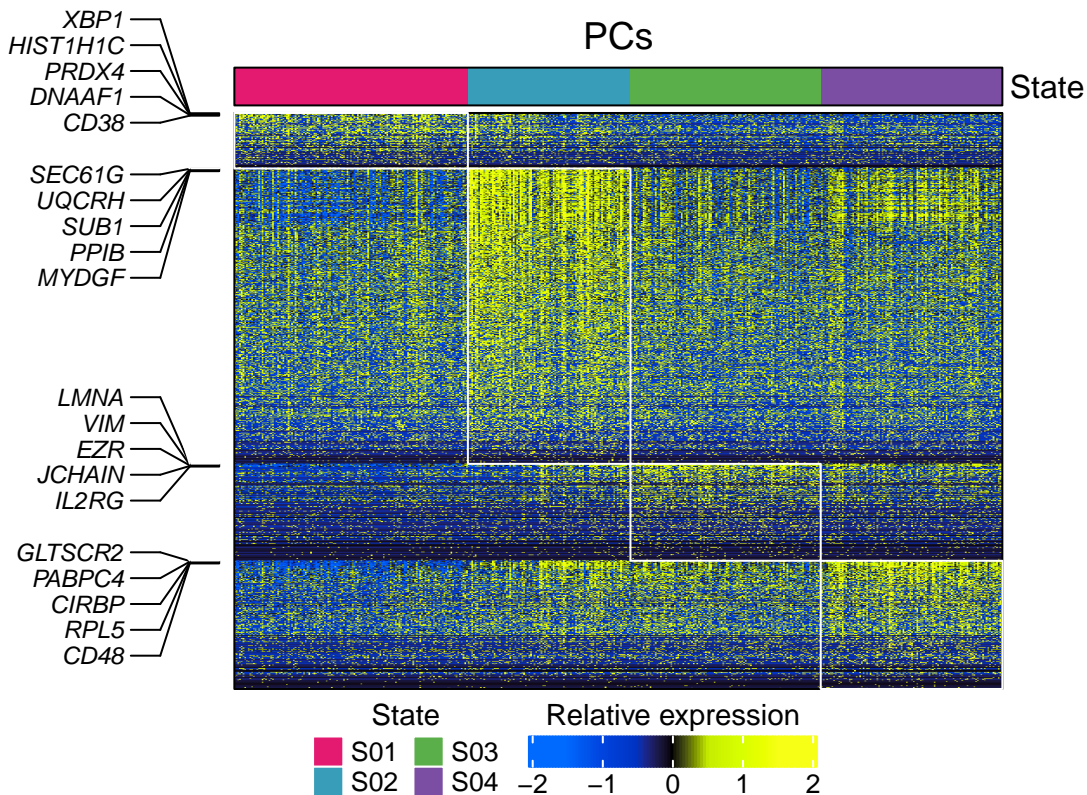 PCs
State
XBP1
HIST1H1C
PRDX4
DNAAF1
CD38
SEC61G
UQCRH
SUB1
PPIB
MYDGF
LMNA
VIM
EZR
JCHAIN
IL2RG
GLTSCR2
PABPC4
CIRBP
RPL5
CD48
State
S01
S02
S03
S04
Relative expression
−2 −1 0 1 2